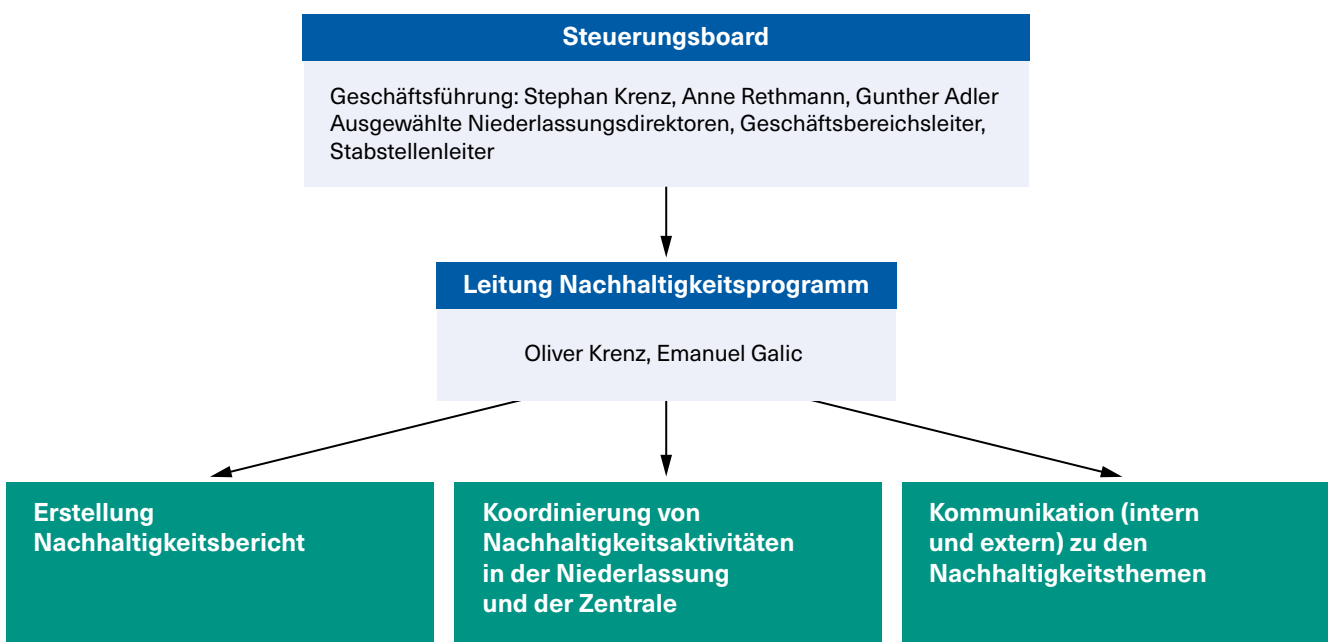 Steuerungsboard
Geschäftsführung: Stephan Krenz, Anne Rethmann, Gunther Adler
Ausgewählte Niederlassungsdirektoren, Geschäftsbereichsleiter,
Stabstellenleiter
Leitung Nachhaltigkeitsprogramm
Oliver Krenz, Emanuel Galic
Erstellung
Nachhaltigkeitsbericht
Koordinierung von
Nachhaltigkeitsaktivitäten
in der Niederlassung
und der Zentrale
Kommunikation (intern
und extern) zu den
Nachhaltigkeitsthemen